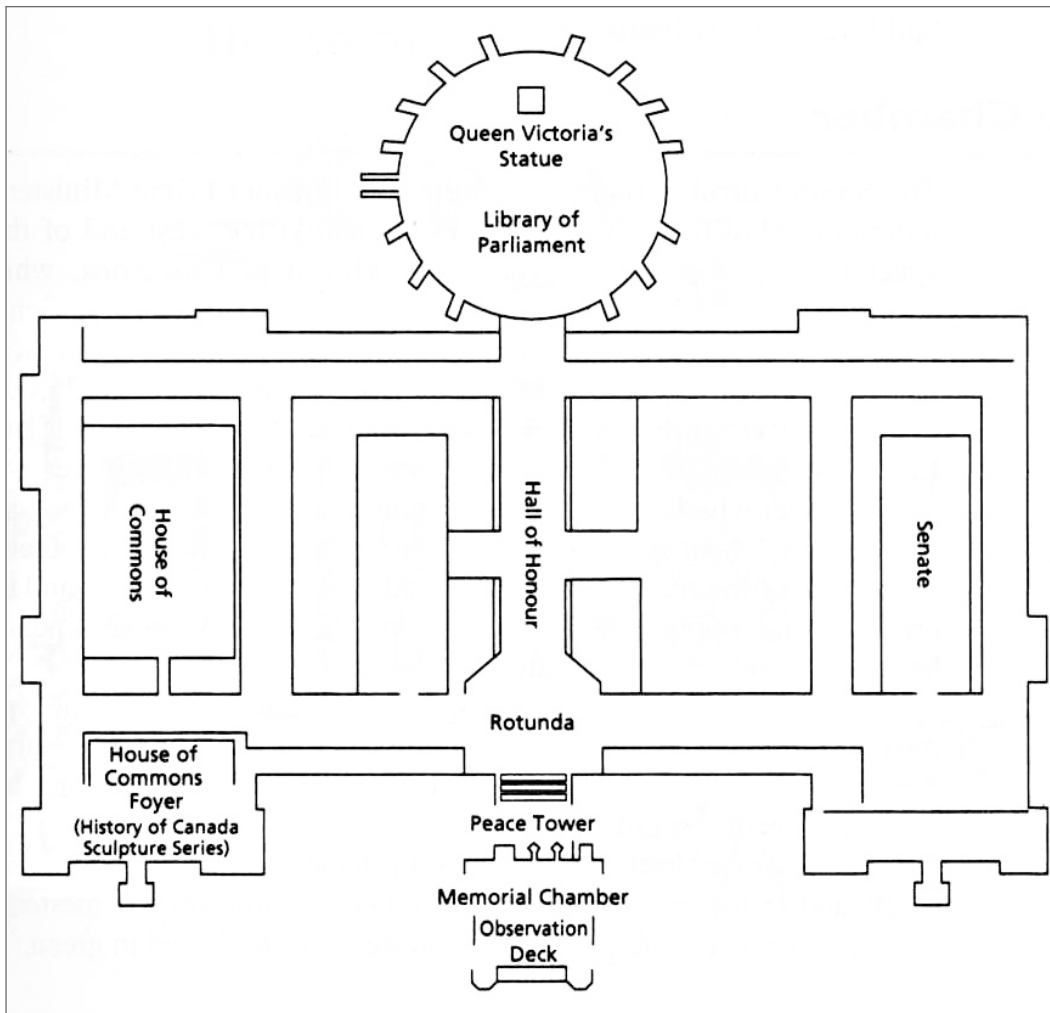 Queen Victoria's
Statue
Library of
Parliament
House of
Commons
Hall of Honour
Senate
Rotunda
House of
Commons
Foyer
(History of Canada
Sculpture Series)
Peace Tower
Memorial Chamber
Observation
Deck